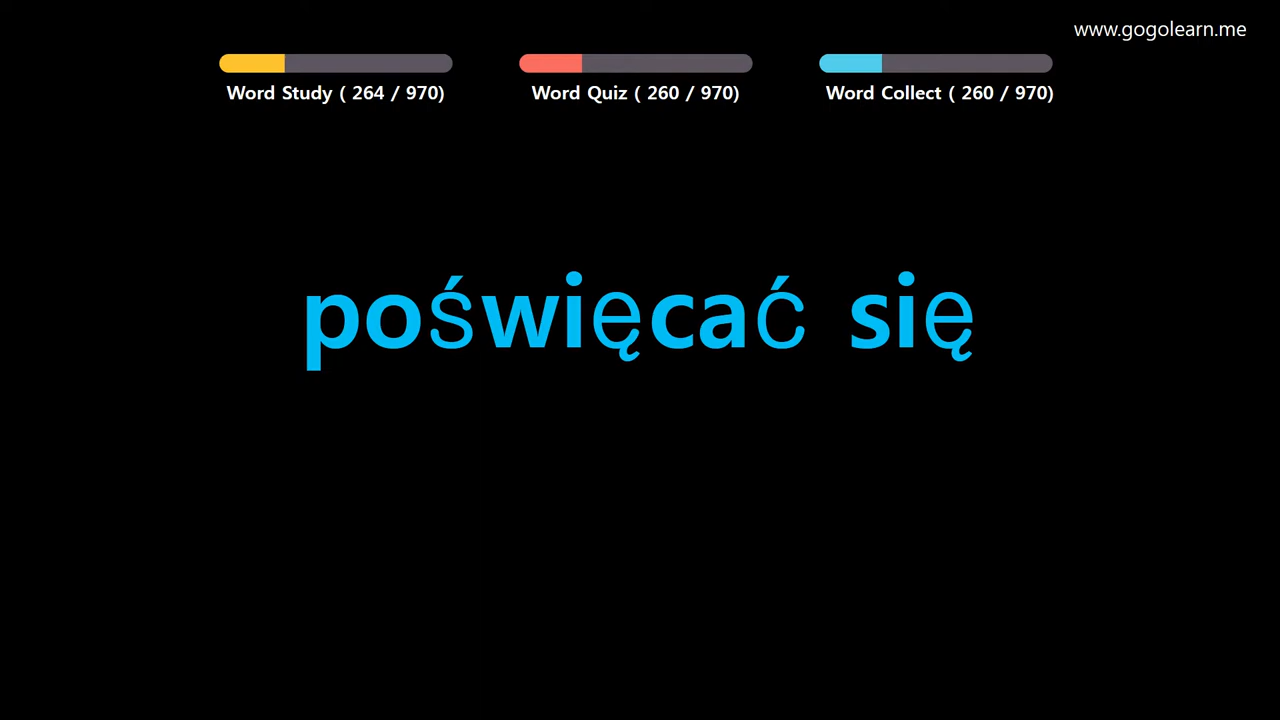 www.gogolearn.me
Word Study ( 264 / 970)
Word Quiz ( 260 / 970)
Word Collect ( 260 / 970)
poświęcać się